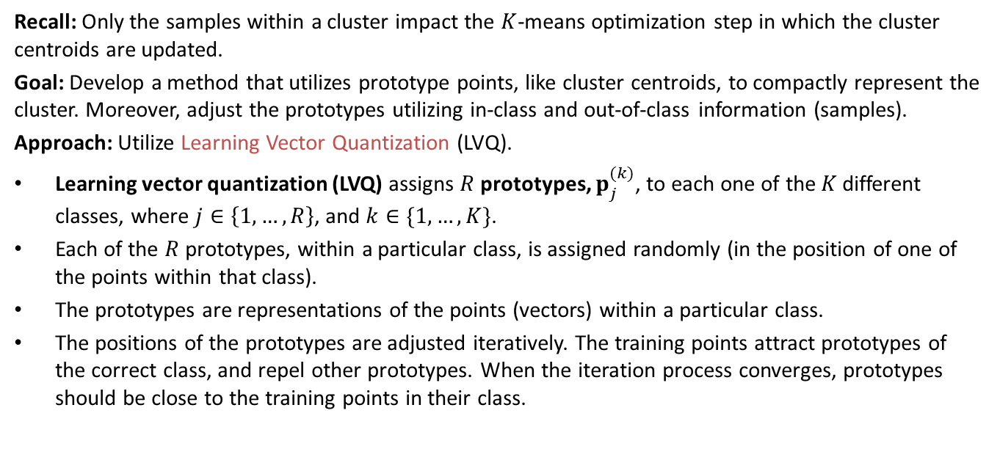 Recall: Only the samples within a cluster impact the K-means optimization step in which the cluster
centroids are updated.
Goal: Develop a method that utilizes prototype points, like cluster centroids, to compactly represent the
cluster. Moreover, adjust the prototypes utilizing in-class and out-of-class information (samples).
Approach: Utilize Learning Vector Quantization (LVQ).
• Learning vector quantization (LVQ) assigns R prototypes, p_j^(k), to each one of the K different
classes, where j ∈ {1, … , R}, and k ∈ {1, … , K}.
• Each of the R prototypes, within a particular class, is assigned randomly (in the position of one of
the points within that class).
• The prototypes are representations of the points (vectors) within a particular class.
• The positions of the prototypes are adjusted iteratively. The training points attract prototypes of
the correct class, and repel other prototypes. When the iteration process converges, prototypes
should be close to the training points in their class.